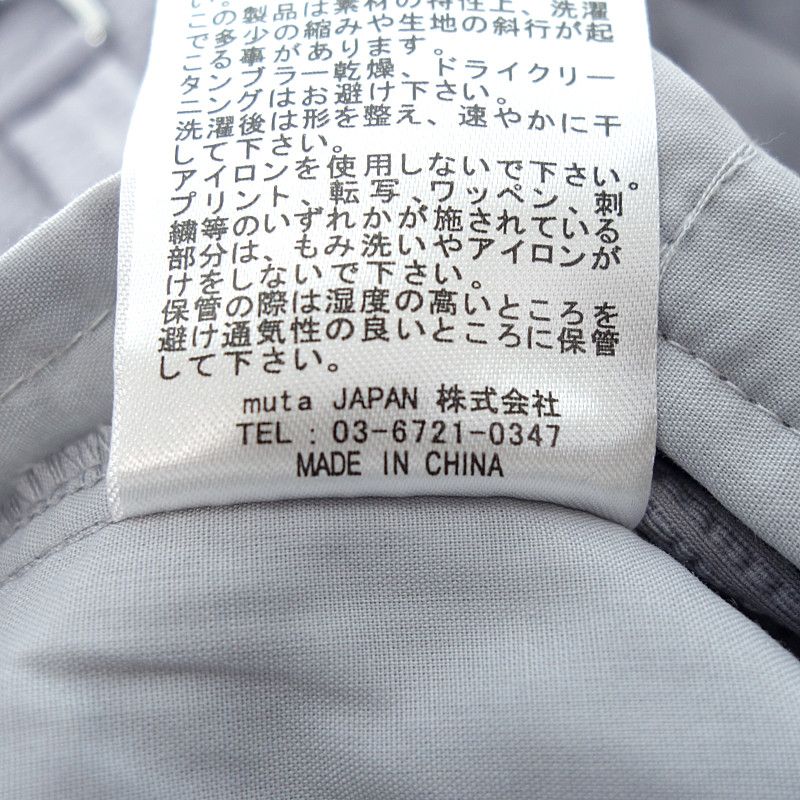 この製品は素材の特性上、洗濯
で多少の縮みや生地の斜行が起
こる事があります。
タンブラー乾燥、ドライクリー
ニングはお避け下さい。
洗濯後は形を整え、速やかに干
して下さい。
アイロンを使用しないで下さい。
プリント、転写、ワッペン、刺
繍等のいずれかが施されている
部分は、もみ洗いやアイロンが
けをしないで下さい。
保管の際は湿度の高いところを
避け通気性の良いところに保管
して下さい。
muta JAPAN 株式会社
TEL : 03-6721-0347
MADE IN CHINA